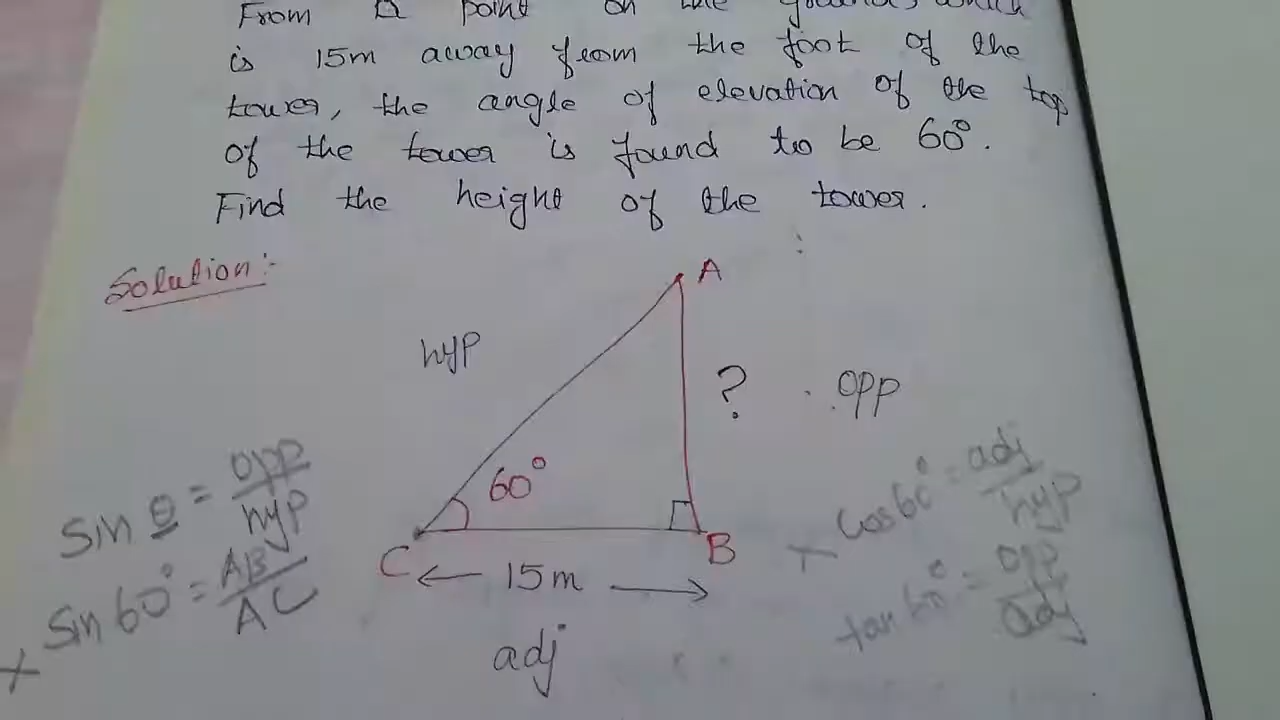 From a point on the ground, which
is 15m away from the foot of the
tower, the angle of elevation of the top
of the tower is found to be 60°.
Find the height of the tower.
Solution:-
A
hyp
?
opp
60°
C
B
← 15m →
adj
sin θ = opp/hyp
× sin 60° = AB/AC
× cos 60° = adj/hyp
tan 60° = opp/adj